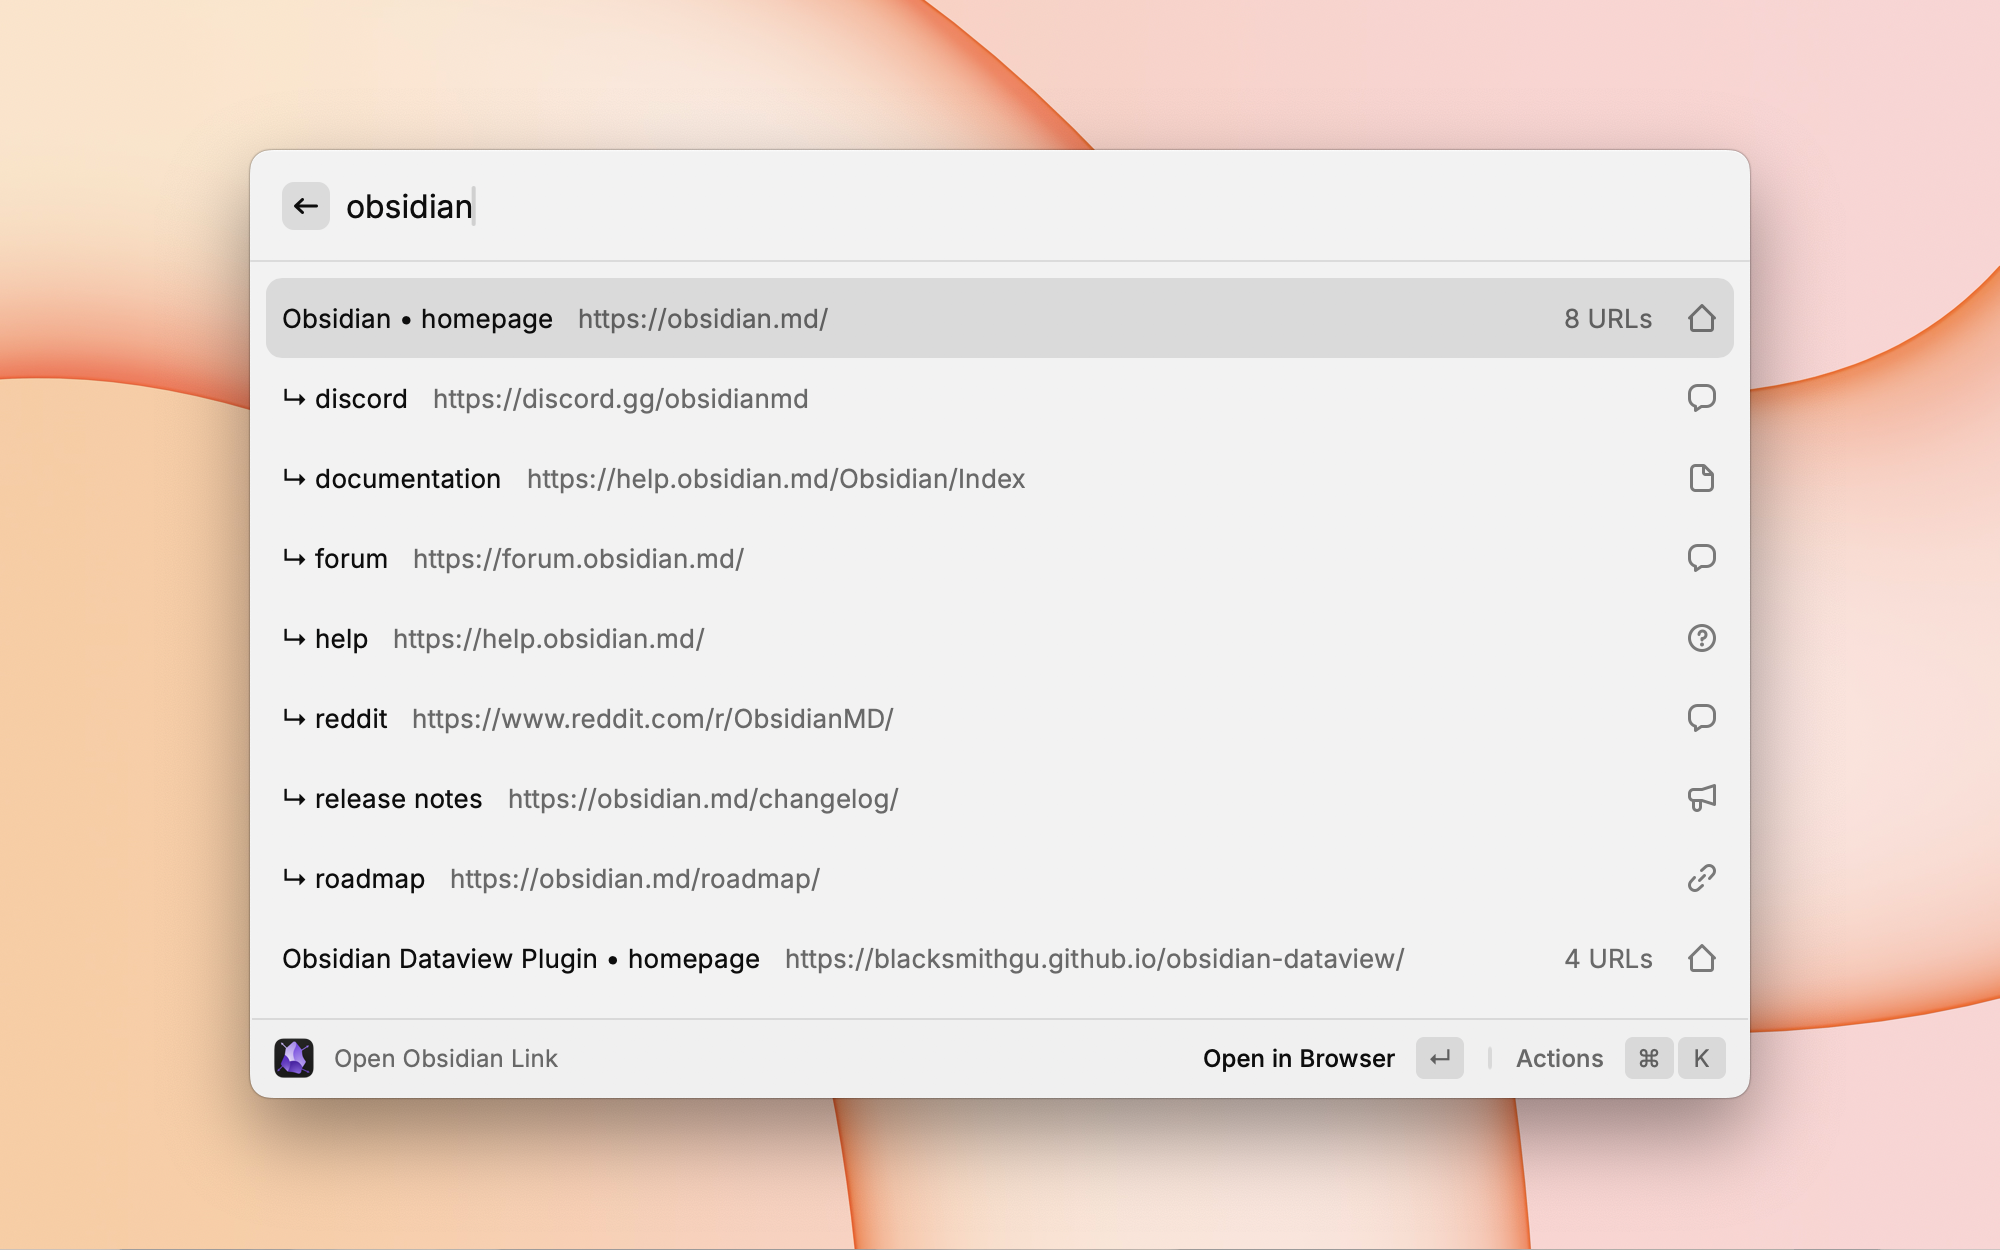 obsidian
Obsidian • homepage https://obsidian.md/ 8 URLs
↳ discord https://discord.gg/obsidianmd
↳ documentation https://help.obsidian.md/Obsidian/Index
↳ forum https://forum.obsidian.md/
↳ help https://help.obsidian.md/
↳ reddit https://www.reddit.com/r/ObsidianMD/
↳ release notes https://obsidian.md/changelog/
↳ roadmap https://obsidian.md/roadmap/
Obsidian Dataview Plugin • homepage https://blacksmithgu.github.io/obsidian-dataview/ 4 URLs
Open Obsidian Link Open in Browser ↵ Actions ⌘ K